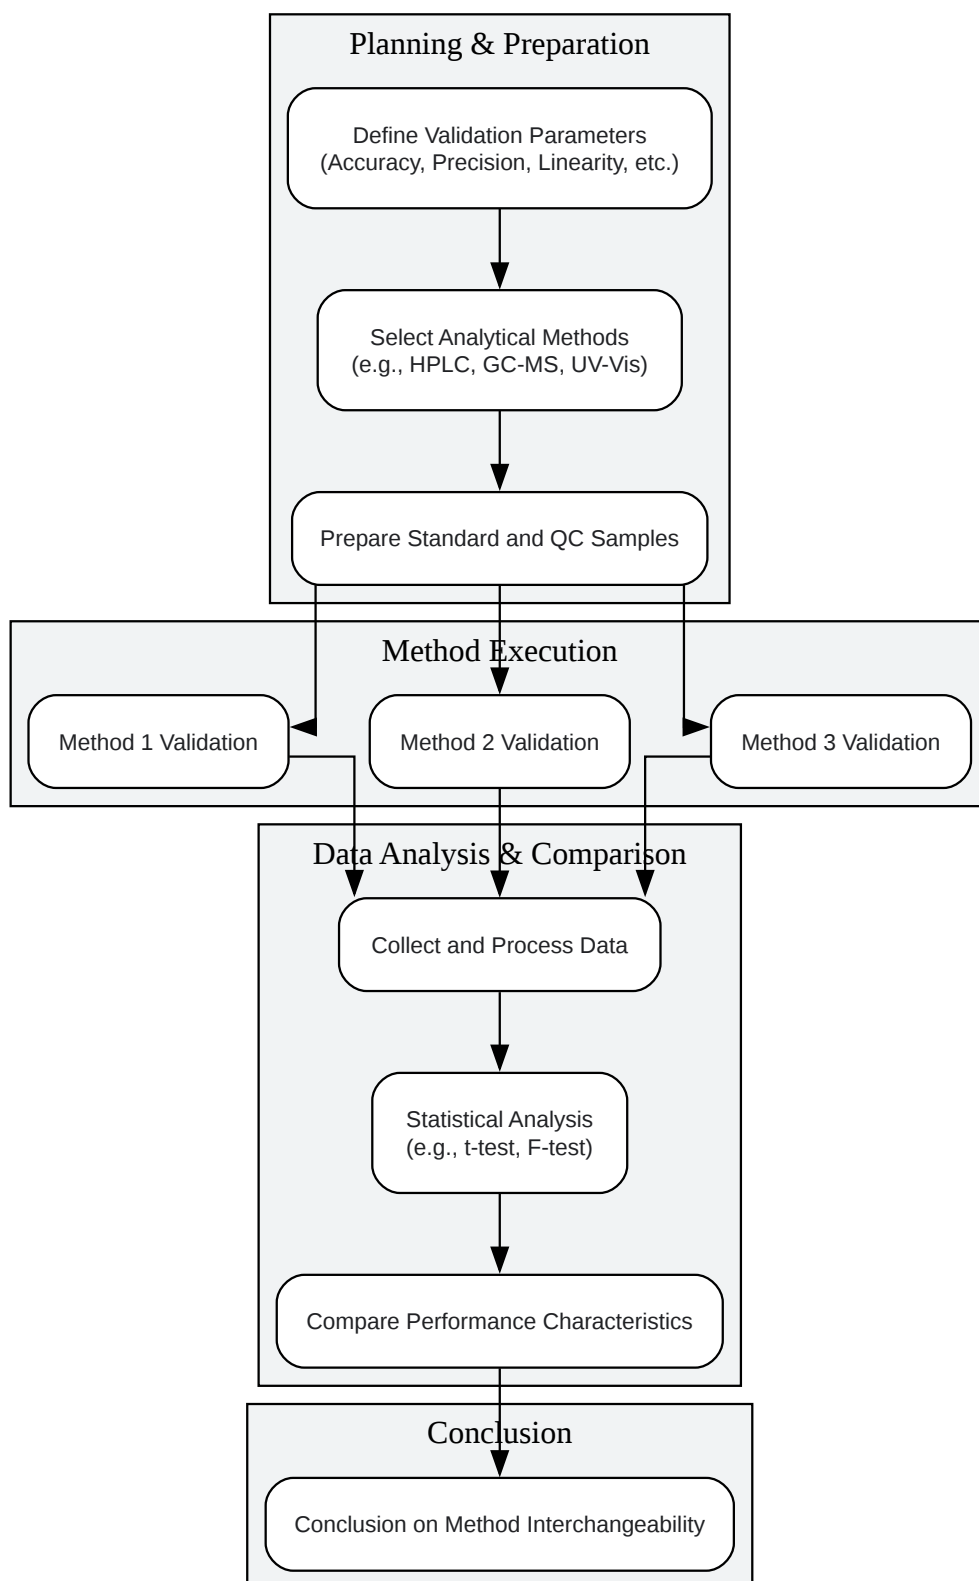 Planning & Preparation
Define Validation Parameters
(Accuracy, Precision, Linearity, etc.)
Select Analytical Methods
(e.g., HPLC, GC-MS, UV-Vis)
Prepare Standard and QC Samples
Method Execution
Method 1 Validation
Method 2 Validation
Method 3 Validation
Data Analysis & Comparison
Collect and Process Data
Statistical Analysis
(e.g., t-test, F-test)
Compare Performance Characteristics
Conclusion
Conclusion on Method Interchangeability